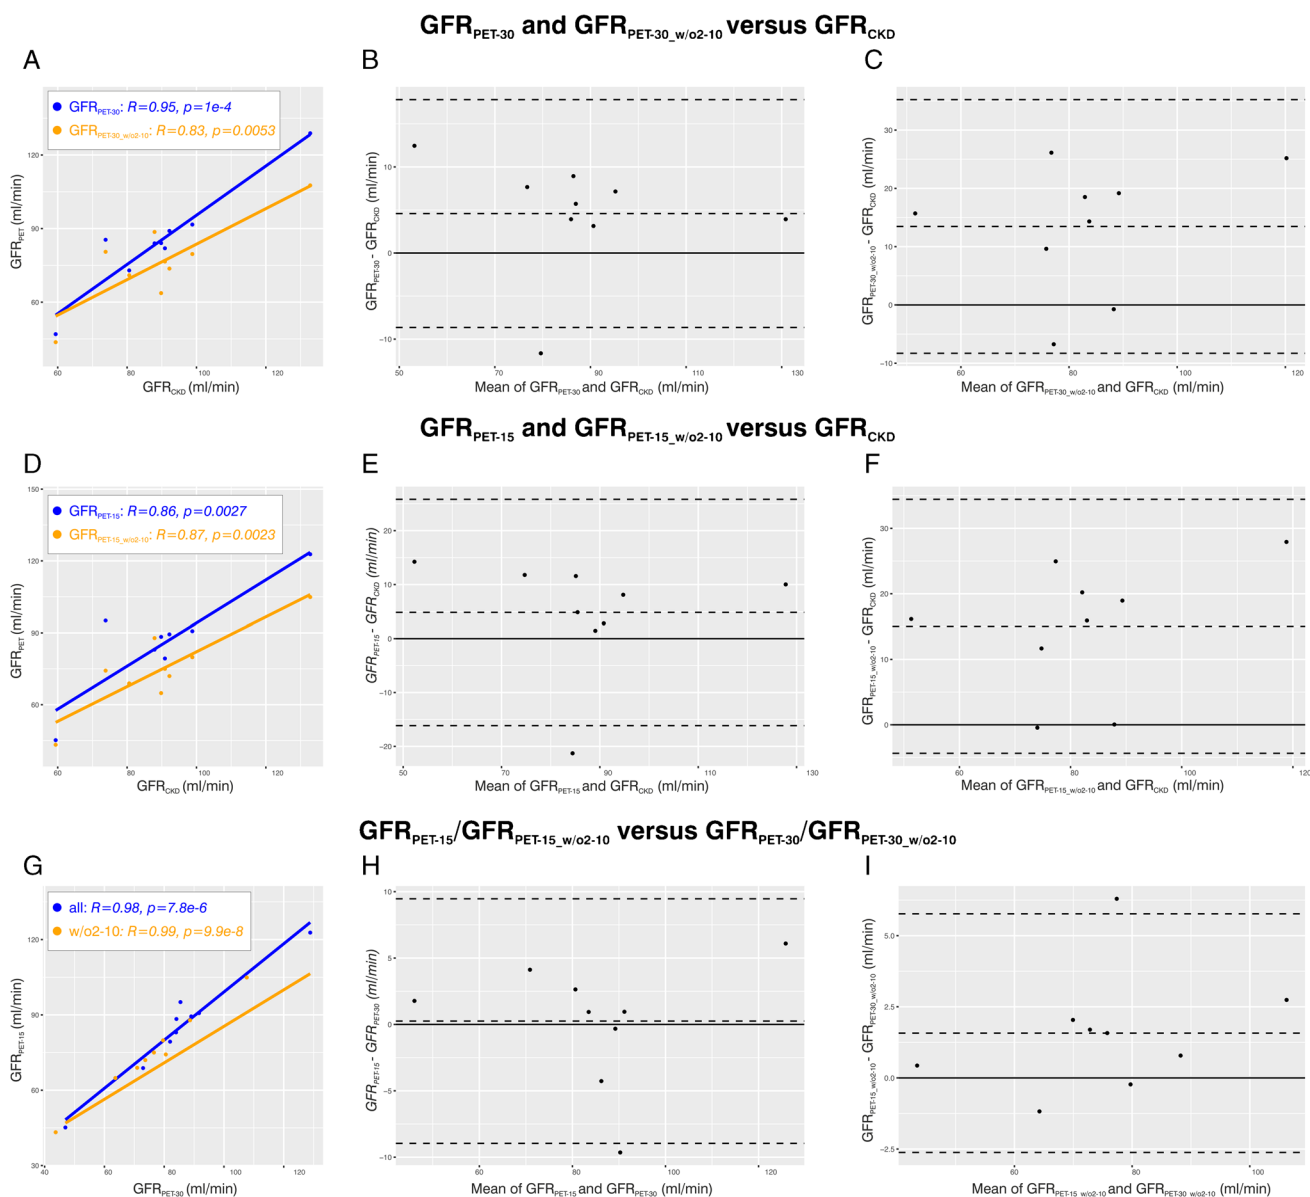 GFRPET-30 and GFRPET-30_w/o2-10 versus GFRCKD
A
B
C
GFRPET-30: R=0.95, p=1e-4
GFRPET-30_w/o2-10: R=0.83, p=0.0053
GFRPET (ml/min)
120
90
60
60
80
100
120
GFRCKD (ml/min)
GFRPET-30 - GFRCKD (ml/min)
10
0
−10
50
70
90
110
130
Mean of GFRPET-30 and GFRCKD (ml/min)
GFRPET-30_w/o2-10 - GFRCKD (ml/min)
30
20
10
0
−10
60
80
100
120
Mean of GFRPET-30_w/o2-10 and GFRCKD (ml/min)
GFRPET-15 and GFRPET-15_w/o2-10 versus GFRCKD
D
E
F
GFRPET-15: R=0.86, p=0.0027
GFRPET-15_w/o2-10: R=0.87, p=0.0023
GFRPET (ml/min)
150
120
90
60
60
80
100
120
GFRCKD (ml/min)
GFRPET-15 - GFRCKD (ml/min)
20
10
0
−10
−20
50
70
90
110
130
Mean of GFRPET-15 and GFRCKD (ml/min)
GFRPET-15_w/o2-10 - GFRCKD (ml/min)
30
20
10
0
60
80
100
120
Mean of GFRPET-15_w/o2-10 and GFRCKD (ml/min)
GFRPET-15/GFRPET-15_w/o2-10 versus GFRPET-30/GFRPET-30_w/o2-10
G
H
I
all: R=0.98, p=7.8e-6
w/o2-10: R=0.99, p=9.9e-8
GFRPET-15 (ml/min)
120
90
60
30
40
60
80
100
120
GFRPET-30 (ml/min)
GFRPET-15 - GFRPET-30 (ml/min)
10
5
0
−5
−10
60
80
100
120
Mean of GFRPET-15 and GFRPET-30 (ml/min)
GFRPET-15_w/o2-10 - GFRPET-30_w/o2-10 (ml/min)
5.0
2.5
0.0
−2.5
60
80
100
Mean of GFRPET-15_w/o2-10 and GFRPET-30_w/o2-10 (ml/min)